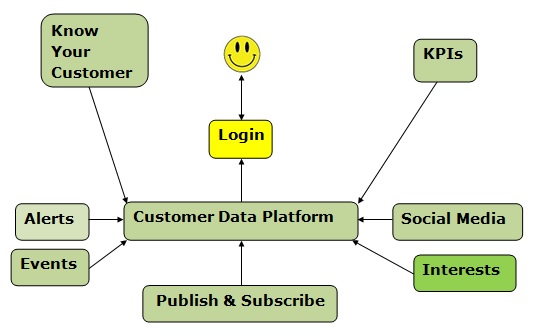 Know
Your
Customer
KPIs
Login
Alerts
Customer Data Platform
Social Media
Events
Interests
Publish & Subscribe